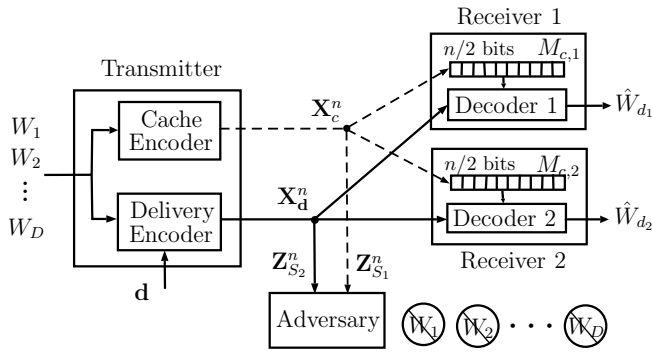 Receiver 1
n/2 bits M_{c,1}
Transmitter
Decoder 1
Ŵ_{d_1}
X_c^n
W_1
Cache
Encoder
W_2
n/2 bits M_{c,2}
⋮
X_d^n
W_D
Delivery
Encoder
Decoder 2
Ŵ_{d_2}
Z_{S_2}^n
Z_{S_1}^n
Receiver 2
d
Adversary
W_1 W_2 · · · W_D